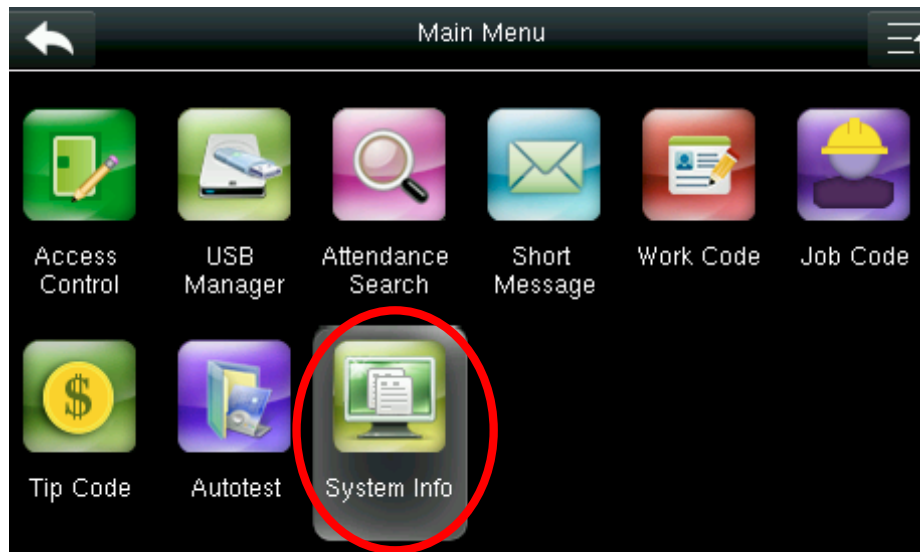 Main Menu
Access Control
USB Manager
Attendance Search
Short Message
Work Code
Job Code
$
Tip Code
Autotest
System Info